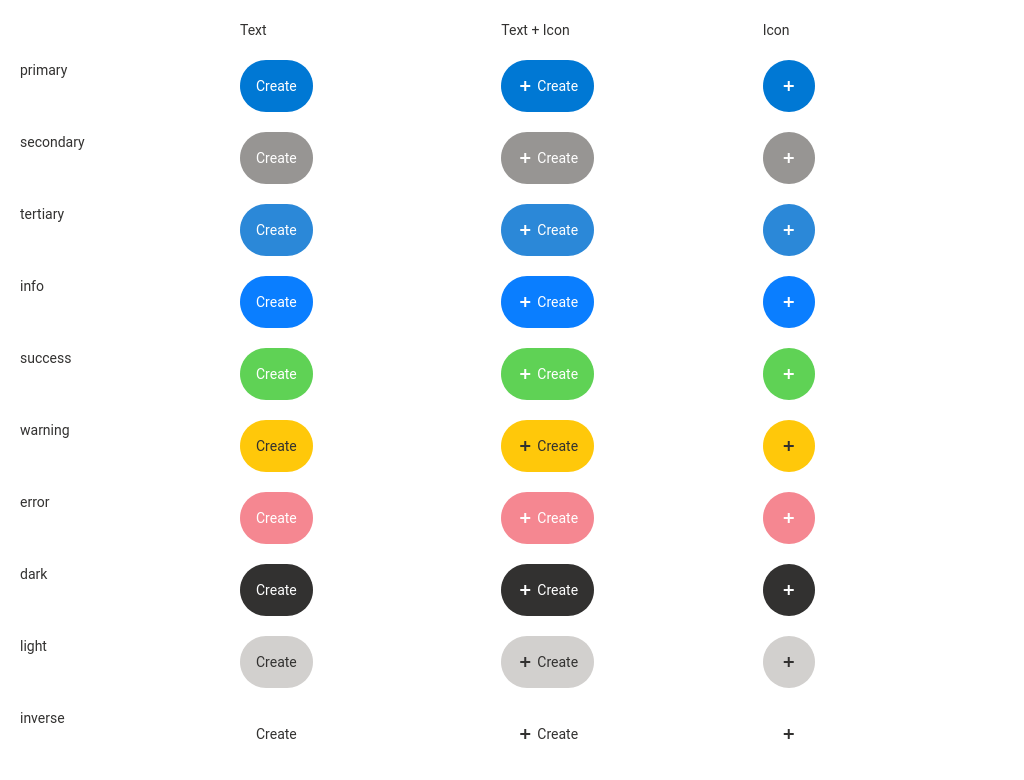 Text Text + Icon Icon
primary Create + Create +
secondary Create + Create +
tertiary Create + Create +
info Create + Create +
success Create + Create +
warning Create + Create +
error Create + Create +
dark Create + Create +
light Create + Create +
inverse Create + Create +